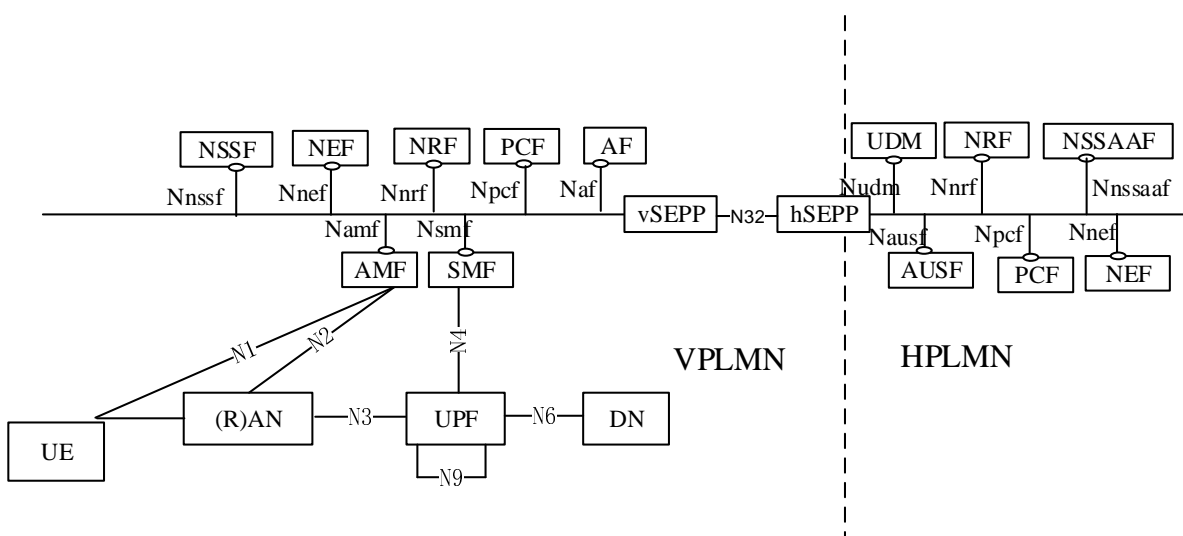 NSSF NEF NRF PCF AF UDM NRF NSSAAF
Nnssf Nnef Nnrf Npcf Naf Nudm Nnrf Nnssaaf
vSEPP N32 hSEPP
Namf Nsmf Nausf Npcf Nnef
AMF SMF AUSF PCF NEF
N1 N2 N4 VPLMN HPLMN
(R)AN N3 UPF N6 DN
UE
N9